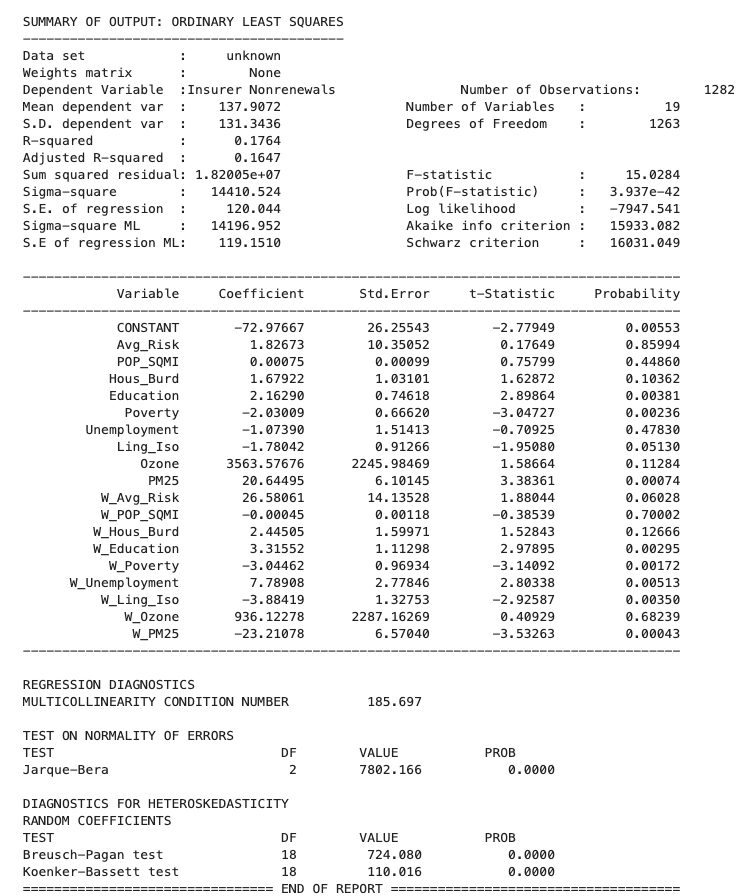 SUMMARY OF OUTPUT: ORDINARY LEAST SQUARES
-----------------------------------------
Data set            :     unknown
Weights matrix      :        None
Dependent Variable  :Insurer Nonrenewals                Number of Observations:        1282
Mean dependent var  :    137.9072                Number of Variables   :          19
S.D. dependent var  :    131.3436                Degrees of Freedom    :        1263
R-squared           :      0.1764
Adjusted R-squared  :      0.1647
Sum squared residual: 1.82005e+07                F-statistic           :     15.0284
Sigma-square        :   14410.524                Prob(F-statistic)     :   3.937e-42
S.E. of regression  :     120.044                Log likelihood        :   -7947.541
Sigma-square ML     :   14196.952                Akaike info criterion :   15933.082
S.E of regression ML:    119.1510                Schwarz criterion     :   16031.049
------------------------------------------------------------------------------------
            Variable     Coefficient       Std.Error     t-Statistic     Probability
------------------------------------------------------------------------------------
            CONSTANT       -72.97667        26.25543        -2.77949         0.00553
            Avg_Risk         1.82673        10.35052         0.17649         0.85994
            POP_SQMI         0.00075         0.00099         0.75799         0.44860
           Hous_Burd         1.67922         1.03101         1.62872         0.10362
           Education         2.16290         0.74618         2.89864         0.00381
             Poverty        -2.03009         0.66620        -3.04727         0.00236
        Unemployment        -1.07390         1.51413        -0.70925         0.47830
            Ling_Iso        -1.78042         0.91266        -1.95080         0.05130
               Ozone      3563.57676      2245.98469         1.58664         0.11284
                PM25        20.64495         6.10145         3.38361         0.00074
          W_Avg_Risk        26.58061        14.13528         1.88044         0.06028
          W_POP_SQMI        -0.00045         0.00118        -0.38539         0.70002
         W_Hous_Burd         2.44505         1.59971         1.52843         0.12666
         W_Education         3.31552         1.11298         2.97895         0.00295
           W_Poverty        -3.04462         0.96934        -3.14092         0.00172
      W_Unemployment         7.78908         2.77846         2.80338         0.00513
          W_Ling_Iso        -3.88419         1.32753        -2.92587         0.00350
             W_Ozone       936.12278      2287.16269         0.40929         0.68239
              W_PM25       -23.21078         6.57040        -3.53263         0.00043
------------------------------------------------------------------------------------
REGRESSION DIAGNOSTICS
MULTICOLLINEARITY CONDITION NUMBER          185.697
TEST ON NORMALITY OF ERRORS
TEST                             DF        VALUE           PROB
Jarque-Bera                       2        7802.166           0.0000
DIAGNOSTICS FOR HETEROSKEDASTICITY
RANDOM COEFFICIENTS
TEST                             DF        VALUE           PROB
Breusch-Pagan test               18         724.080           0.0000
Koenker-Bassett test             18         110.016           0.0000
================================ END OF REPORT =====================================